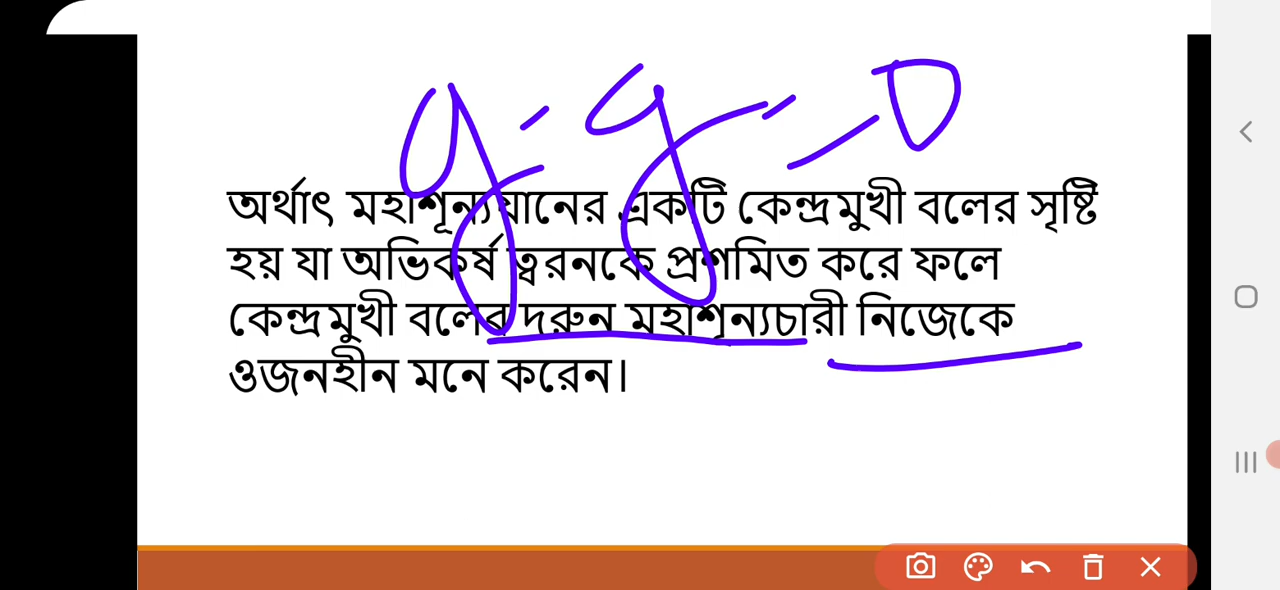 g - g = 0
অর্থাৎ মহাশূন্যযানের একটি কেন্দ্রমুখী বলের সৃষ্টি
হয় যা অভিকর্ষ ত্বরনকে প্রশমিত করে ফলে
কেন্দ্রমুখী বলের দরুন মহাশূন্যচারী নিজেকে
ওজনহীন মনে করেন।